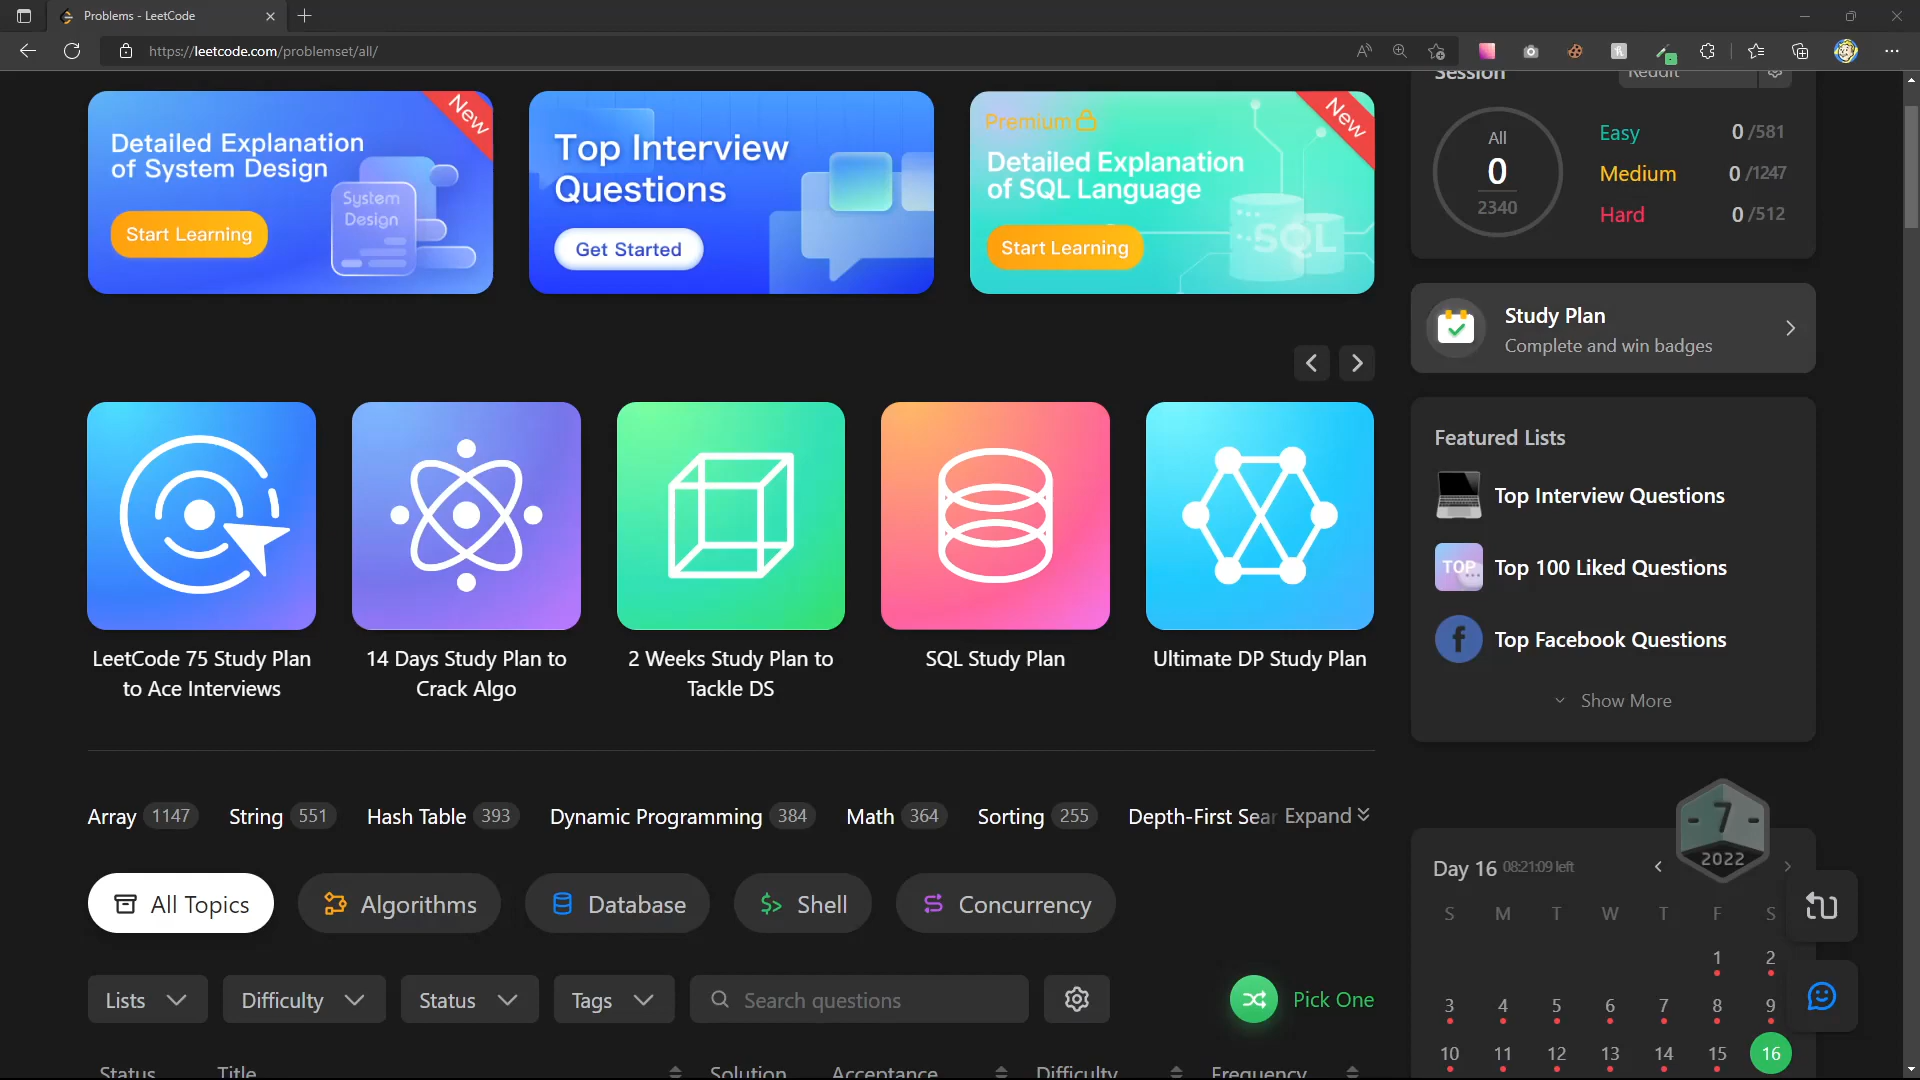 Problems - LeetCode
https://leetcode.com/problemset/all/
Detailed Explanation
of System Design
Start Learning
New
System
Design
Top Interview
Questions
Get Started
Premium
Detailed Explanation
of SQL Language
Start Learning
New
SQL
Session
Reddit
All
0
2340
Easy 0 /581
Medium 0 /1247
Hard 0 /512
Study Plan
Complete and win badges
LeetCode 75 Study Plan
to Ace Interviews
14 Days Study Plan to
Crack Algo
2 Weeks Study Plan to
Tackle DS
SQL Study Plan
Ultimate DP Study Plan
Featured Lists
Top Interview Questions
TOP
Top 100 Liked Questions
f
Top Facebook Questions
Show More
Array 1147 String 551 Hash Table 393 Dynamic Programming 384 Math 364 Sorting 255 Depth-First Sear Expand
All Topics Algorithms Database $> Shell Concurrency
Lists Difficulty Status Tags Search questions Pick One
Status Title Solution Acceptance Difficulty Frequency
Day 16 08:21:09 left
7
2022
S M T W T F S
1 2
3 4 5 6 7 8 9
10 11 12 13 14 15 16